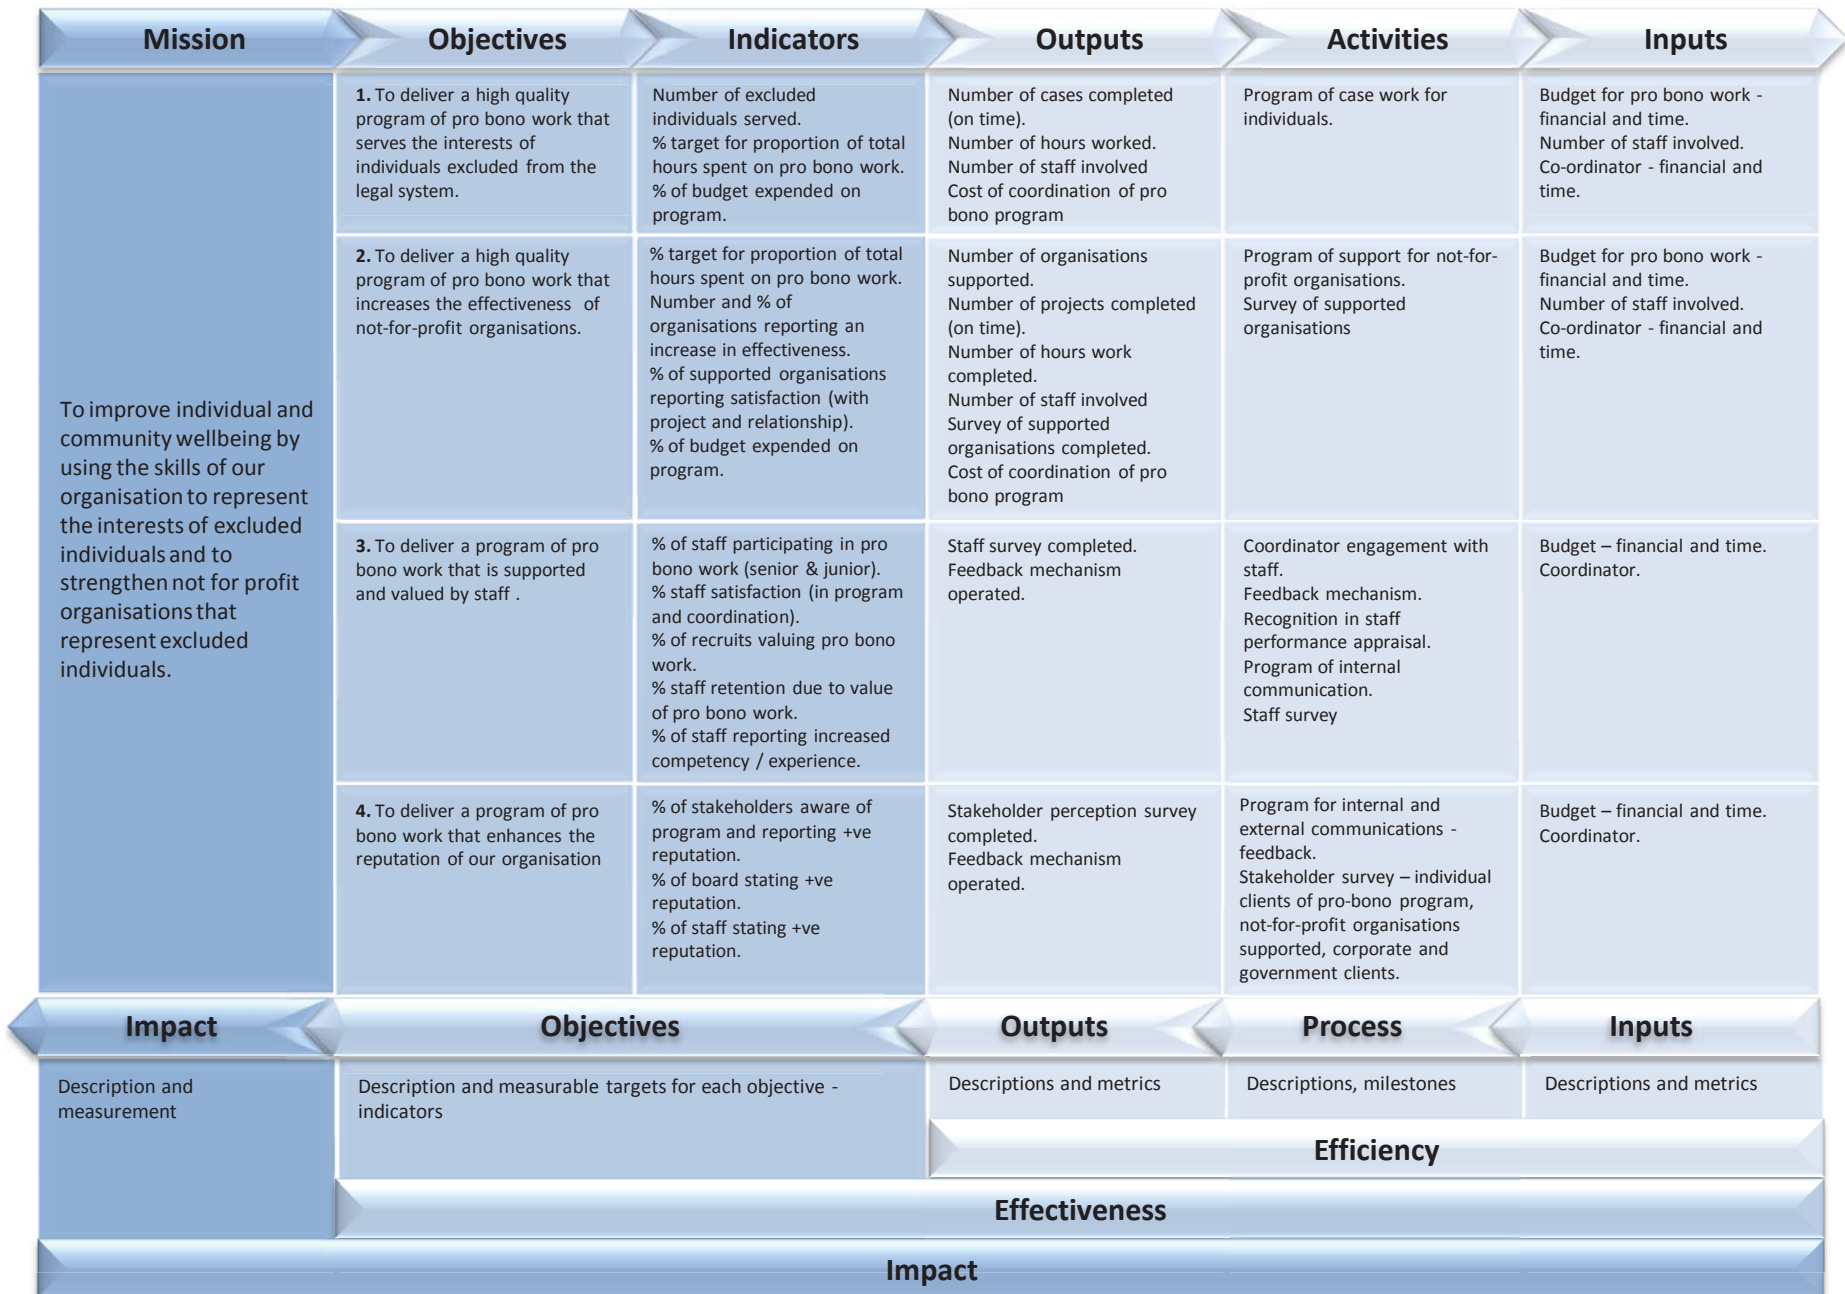 Mission
Objectives
Indicators
Outputs
Activities
Inputs
To improve individual and
community wellbeing by
using the skills of our
organisation to represent
the interests of excluded
individuals and to
strengthen not for profit
organisations that
represent excluded
individuals.
1. To deliver a high quality
program of pro bono work that
serves the interests of
individuals excluded from the
legal system.
Number of excluded
individuals served.
% target for proportion of total
hours spent on pro bono work.
% of budget expended on
program.
Number of cases completed
(on time).
Number of hours worked.
Number of staff involved
Cost of coordination of pro
bono program
Program of case work for
individuals.
Budget for pro bono work -
financial and time.
Number of staff involved.
Co-ordinator - financial and
time.
2. To deliver a high quality
program of pro bono work that
increases the effectiveness of
not-for-profit organisations.
% target for proportion of total
hours spent on pro bono work.
Number and % of
organisations reporting an
increase in effectiveness.
% of supported organisations
reporting satisfaction (with
project and relationship).
% of budget expended on
program.
Number of organisations
supported.
Number of projects completed
(on time).
Number of hours work
completed.
Number of staff involved
Survey of supported
organisations completed.
Cost of coordination of pro
bono program
Program of support for not-for-
profit organisations.
Survey of supported
organisations
Budget for pro bono work -
financial and time.
Number of staff involved.
Co-ordinator - financial and
time.
3. To deliver a program of pro
bono work that is supported
and valued by staff .
% of staff participating in pro
bono work (senior & junior).
% staff satisfaction (in program
and coordination).
% of recruits valuing pro bono
work.
% staff retention due to value
of pro bono work.
% of staff reporting increased
competency / experience.
Staff survey completed.
Feedback mechanism
operated.
Coordinator engagement with
staff.
Feedback mechanism.
Recognition in staff
performance appraisal.
Program of internal
communication.
Staff survey
Budget – financial and time.
Coordinator.
4. To deliver a program of pro
bono work that enhances the
reputation of our organisation
% of stakeholders aware of
program and reporting +ve
reputation.
% of board stating +ve
reputation.
% of staff stating +ve
reputation.
Stakeholder perception survey
completed.
Feedback mechanism
operated.
Program for internal and
external communications -
feedback.
Stakeholder survey – individual
clients of pro-bono program,
not-for-profit organisations
supported, corporate and
government clients.
Budget – financial and time.
Coordinator.
Impact
Objectives
Outputs
Process
Inputs
Description and
measurement
Description and measurable targets for each objective -
indicators
Descriptions and metrics
Descriptions, milestones
Descriptions and metrics
Efficiency
Effectiveness
Impact